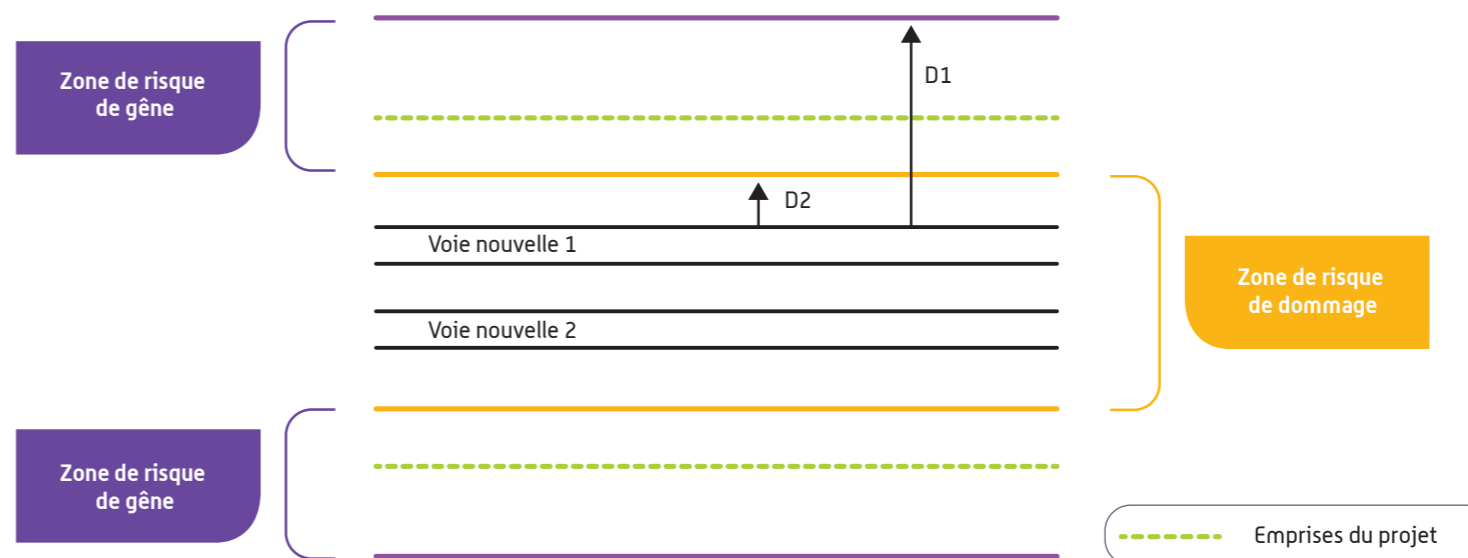 Zone de risque
de gêne
D1
D2
Voie nouvelle 1
Zone de risque
de dommage
Voie nouvelle 2
Zone de risque
de gêne
Emprises du projet